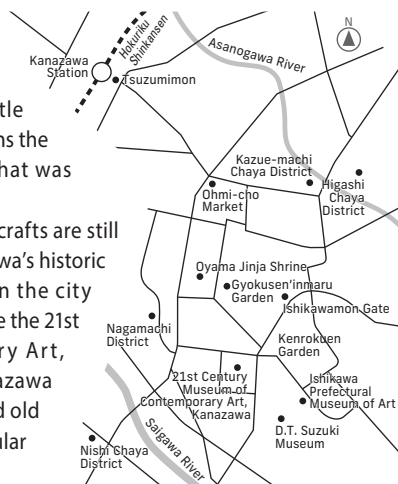 tle
ns the
hat was
crafts are still
wa's historic
n the city
e the 21st
ry Art,
azawa
d old
ular
N
Hokuriku
Shinkansen
Kanazawa
Station
Tsuzumimon
Asanogawa River
Kazue-machi
Chaya District
Higashi
Chaya
District
Ohmi-cho
Market
Oyama Jinja Shrine
Gyokusen'inmaru
Garden
Ishikawamon Gate
Nagamachi
District
Kenrokuen
Garden
21st Century
Museum of
Contemporary Art,
Kanazawa
Ishikawa
Prefectural
Museum of Art
D.T. Suzuki
Museum
Nishi Chaya
District
Saigawa River